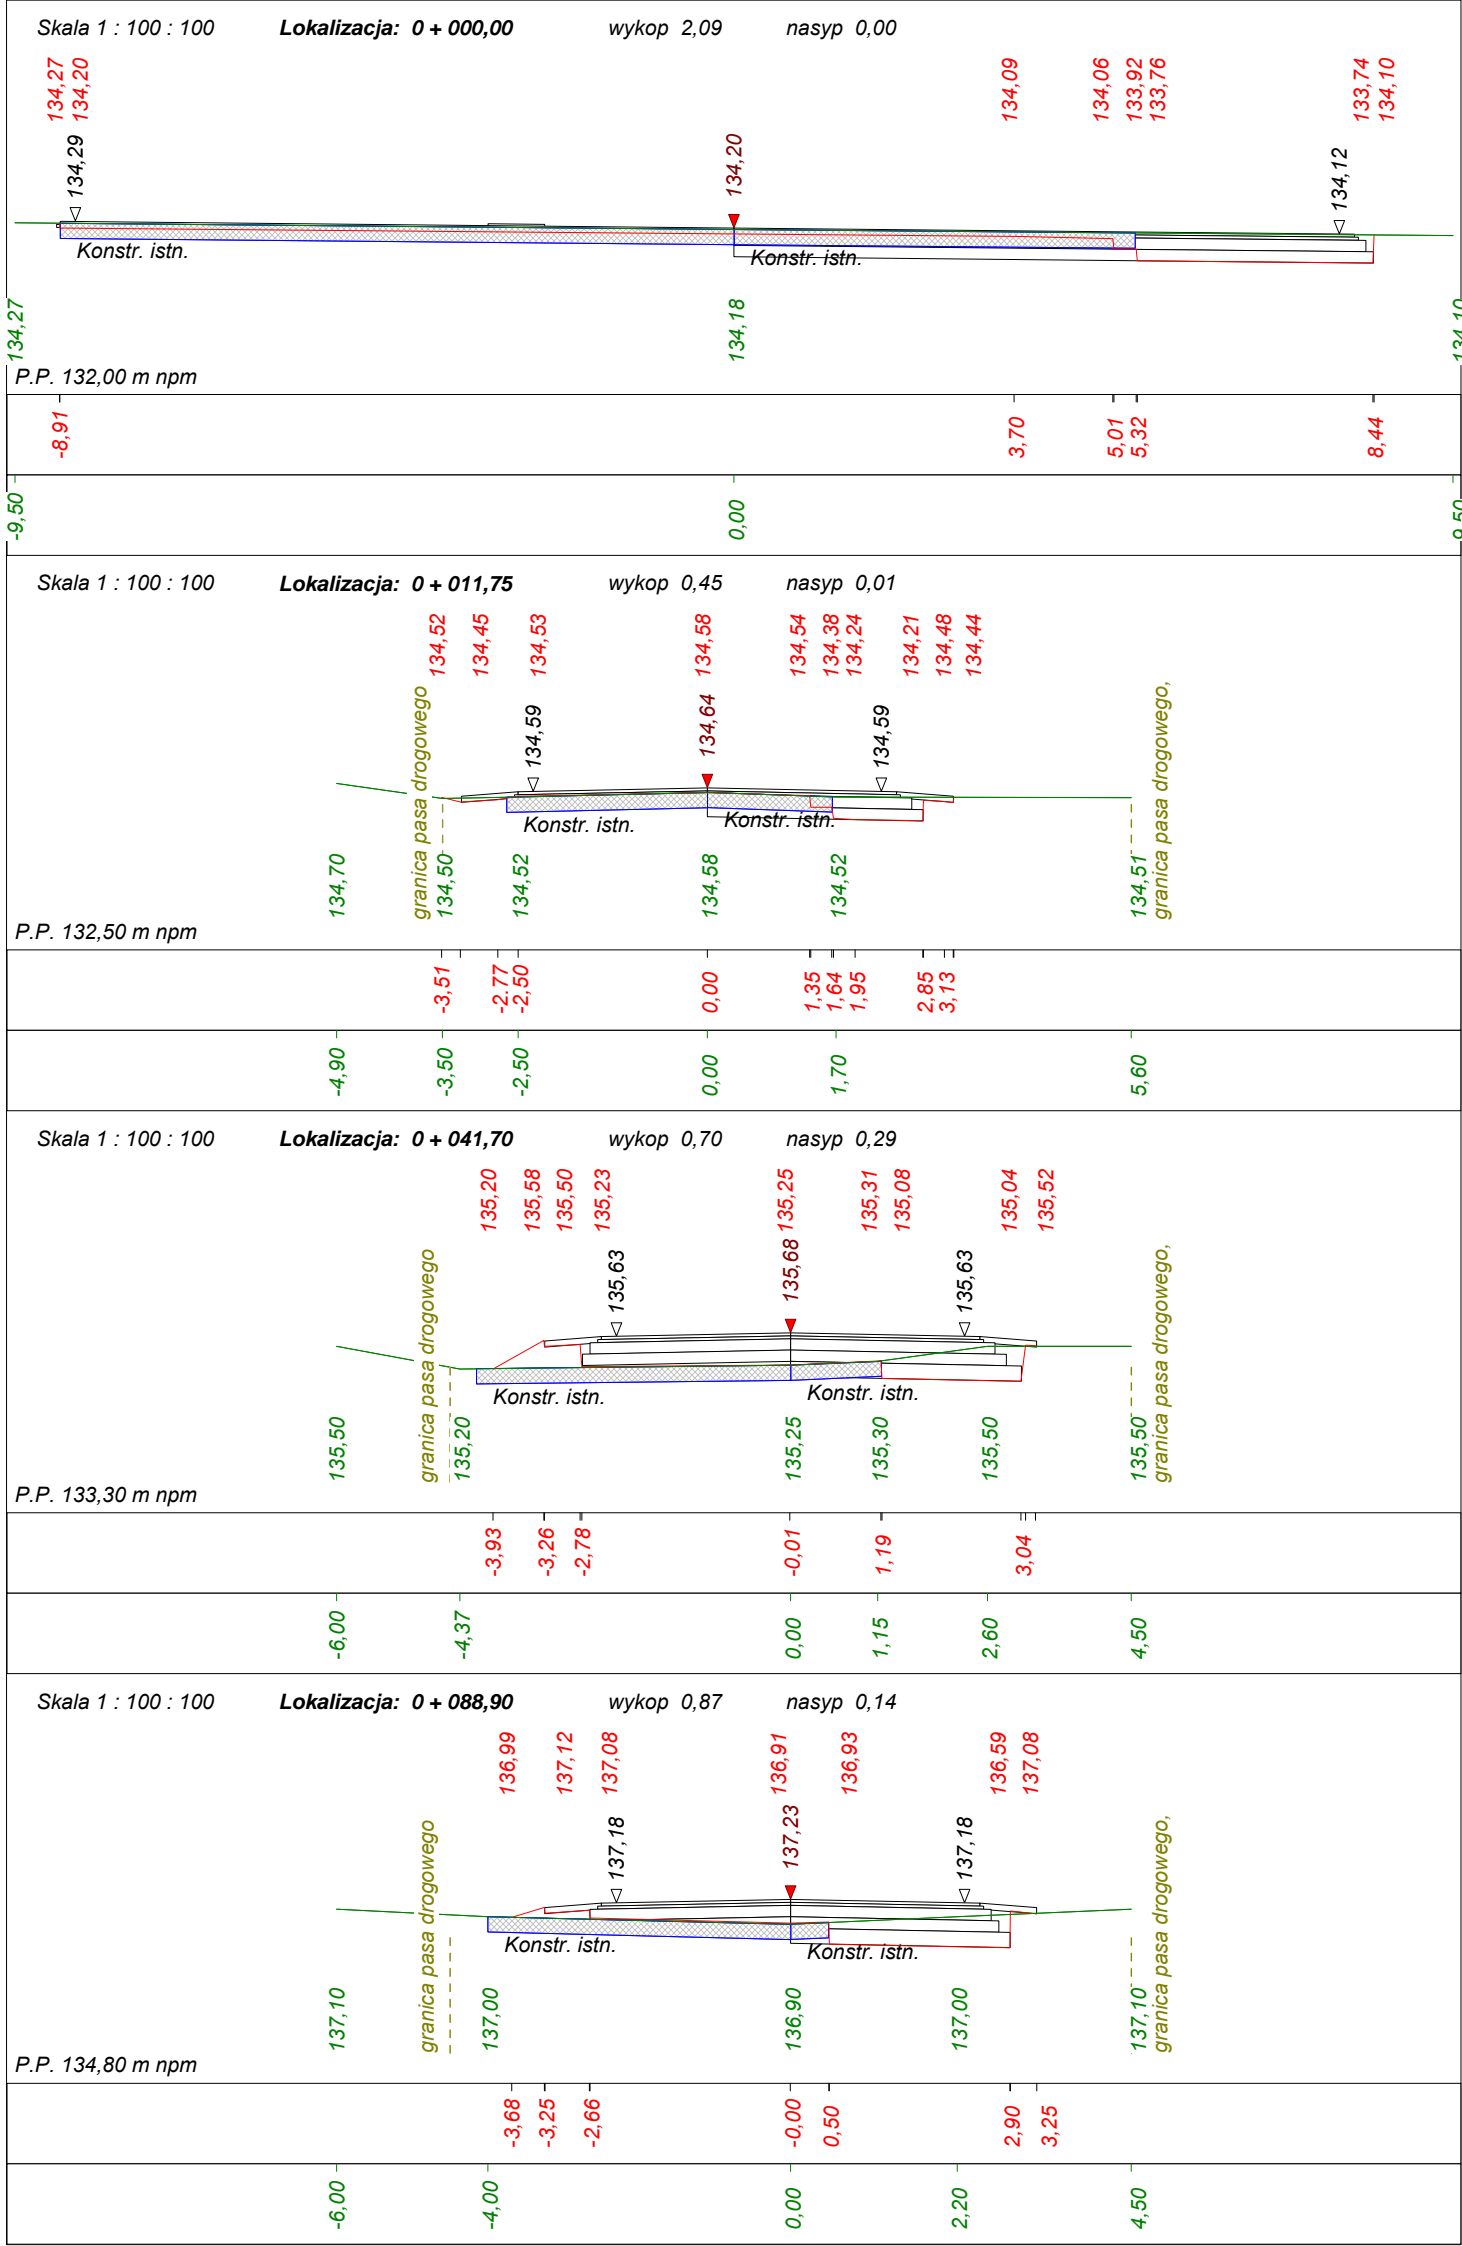 Skala 1 : 100 : 100 Lokalizacja: 0 + 000,00 wykop 2,09 nasyp 0,00
134,27 134,20 134,09 134,06 133,92 133,76 133,74 134,10
134,29 134,20 134,12
Konstr. istn. Konstr. istn.
134,27 134,18 134,10
P.P. 132,00 m npm
-8,91 3,70 5,01 5,32 8,44
-9,50 0,00 9,50
Skala 1 : 100 : 100 Lokalizacja: 0 + 011,75 wykop 0,45 nasyp 0,01
134,52 134,45 134,53 134,58 134,54 134,38 134,24 134,21 134,48 134,44
granica pasa drogowego 134,59 134,64 134,59 granica pasa drogowego,
Konstr. istn. Konstr. istn.
134,70 134,50 134,52 134,58 134,52 134,51
P.P. 132,50 m npm
-3,51 -2,77 -2,50 0,00 1,35 1,64 1,95 2,85 3,13
-4,90 -3,50 -2,50 0,00 1,70 5,60
Skala 1 : 100 : 100 Lokalizacja: 0 + 041,70 wykop 0,70 nasyp 0,29
135,20 135,58 135,50 135,23 135,25 135,31 135,08 135,04 135,52
granica pasa drogowego 135,63 135,68 135,63 granica pasa drogowego,
Konstr. istn. Konstr. istn.
135,50 135,20 135,25 135,30 135,50 135,50
P.P. 133,30 m npm
-3,93 -3,26 -2,78 -0,01 1,19 3,04
-6,00 -4,37 0,00 1,15 2,60 4,50
Skala 1 : 100 : 100 Lokalizacja: 0 + 088,90 wykop 0,87 nasyp 0,14
136,99 137,12 137,08 136,91 136,93 136,59 137,08
granica pasa drogowego 137,18 137,23 137,18 granica pasa drogowego,
Konstr. istn. Konstr. istn.
137,10 137,00 136,90 137,00 137,10
P.P. 134,80 m npm
-3,68 -3,25 -2,66 -0,00 0,50 2,90 3,25
-6,00 -4,00 0,00 2,20 4,50